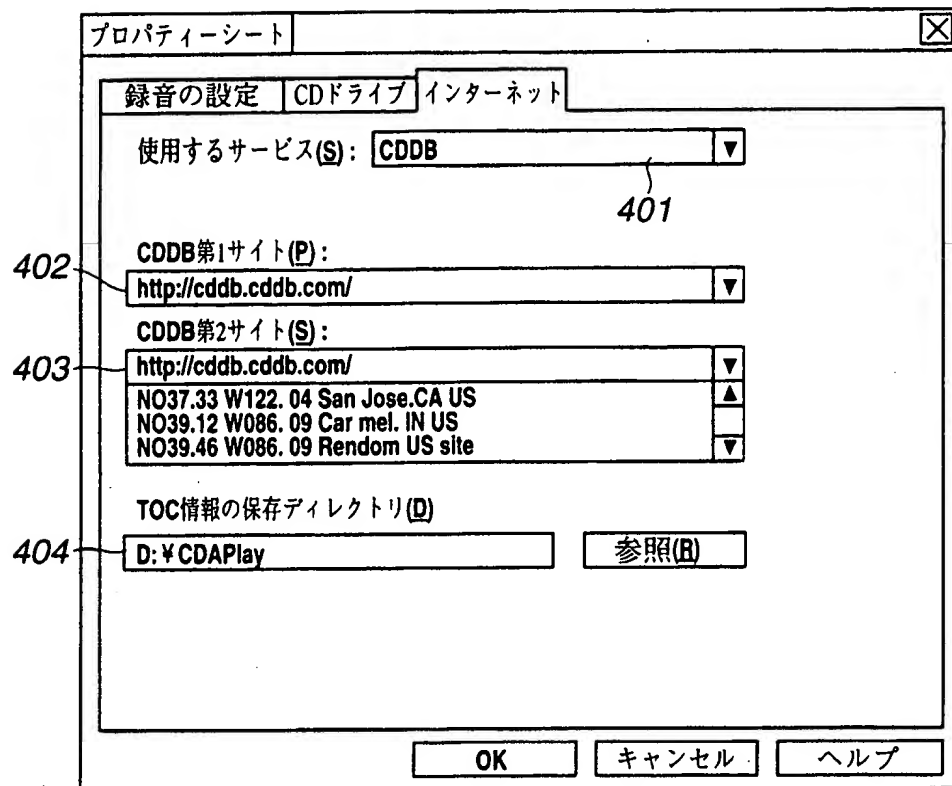 プロパティーシート
録音の設定 CDドライブ インターネット
使用するサービス(S): CDDB ▼
401
CDDB第1サイト(P):
402 http://cddb.cddb.com/ ▼
CDDB第2サイト(S):
403 http://cddb.cddb.com/ ▼
NO37.33 W122. 04 San Jose.CA US ▲
NO39.12 W086. 09 Car mel. IN US
NO39.46 W086. 09 Rendom US site ▼
TOC情報の保存ディレクトリ(D)
404 D:¥CDAPlay 参照(R)
OK キャンセル ヘルプ